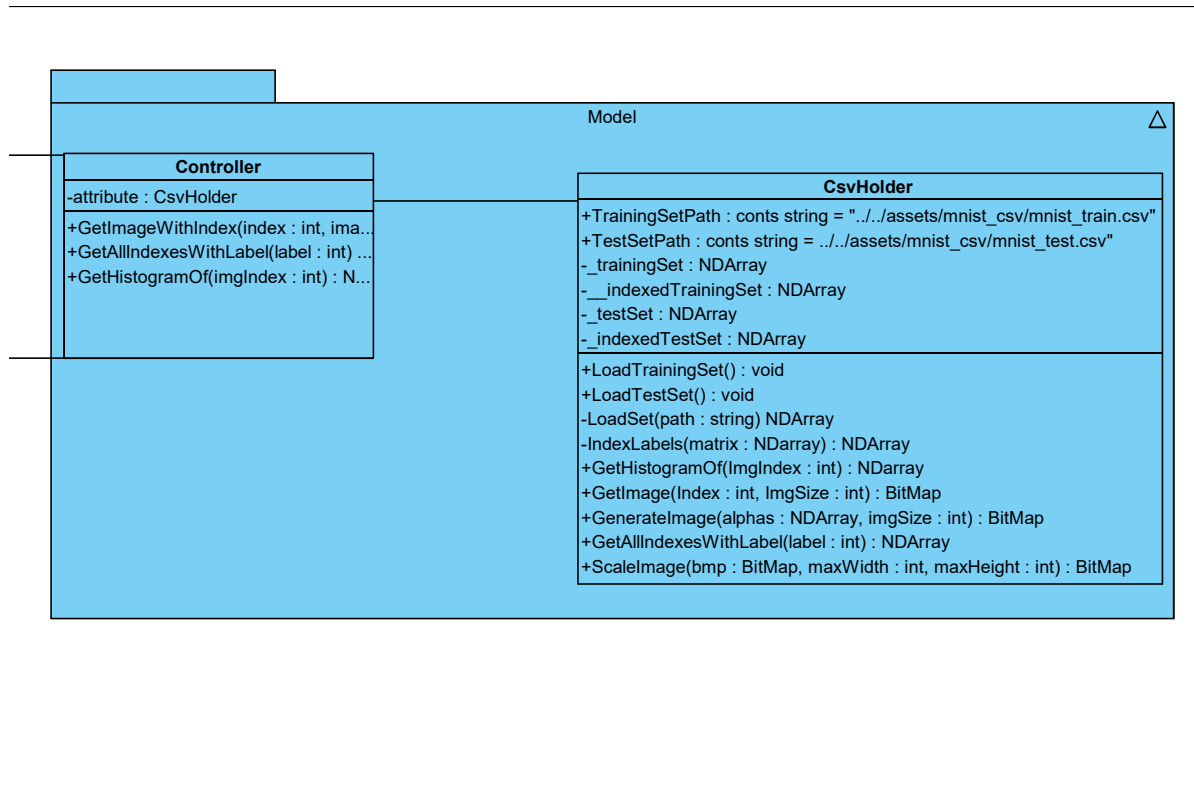 Model
Controller
-attribute : CsvHolder
+GetImageWithIndex(index : int, ima...
+GetAllIndexesWithLabel(label : int) ...
+GetHistogramOf(imgIndex : int) : N...
CsvHolder
+TrainingSetPath : conts string = "../../assets/mnist_csv/mnist_train.csv"
+TestSetPath : conts string = ../../assets/mnist_csv/mnist_test.csv"
-_trainingSet : NDArray
-__indexedTrainingSet : NDArray
-_testSet : NDArray
-_indexedTestSet : NDArray
+LoadTrainingSet() : void
+LoadTestSet() : void
-LoadSet(path : string) NDArray
-IndexLabels(matrix : NDarray) : NDArray
+GetHistogramOf(ImgIndex : int) : NDarray
+GetImage(Index : int, ImgSize : int) : BitMap
+GenerateImage(alphas : NDArray, imgSize : int) : BitMap
+GetAllIndexesWithLabel(label : int) : NDArray
+ScaleImage(bmp : BitMap, maxWidth : int, maxHeight : int) : BitMap